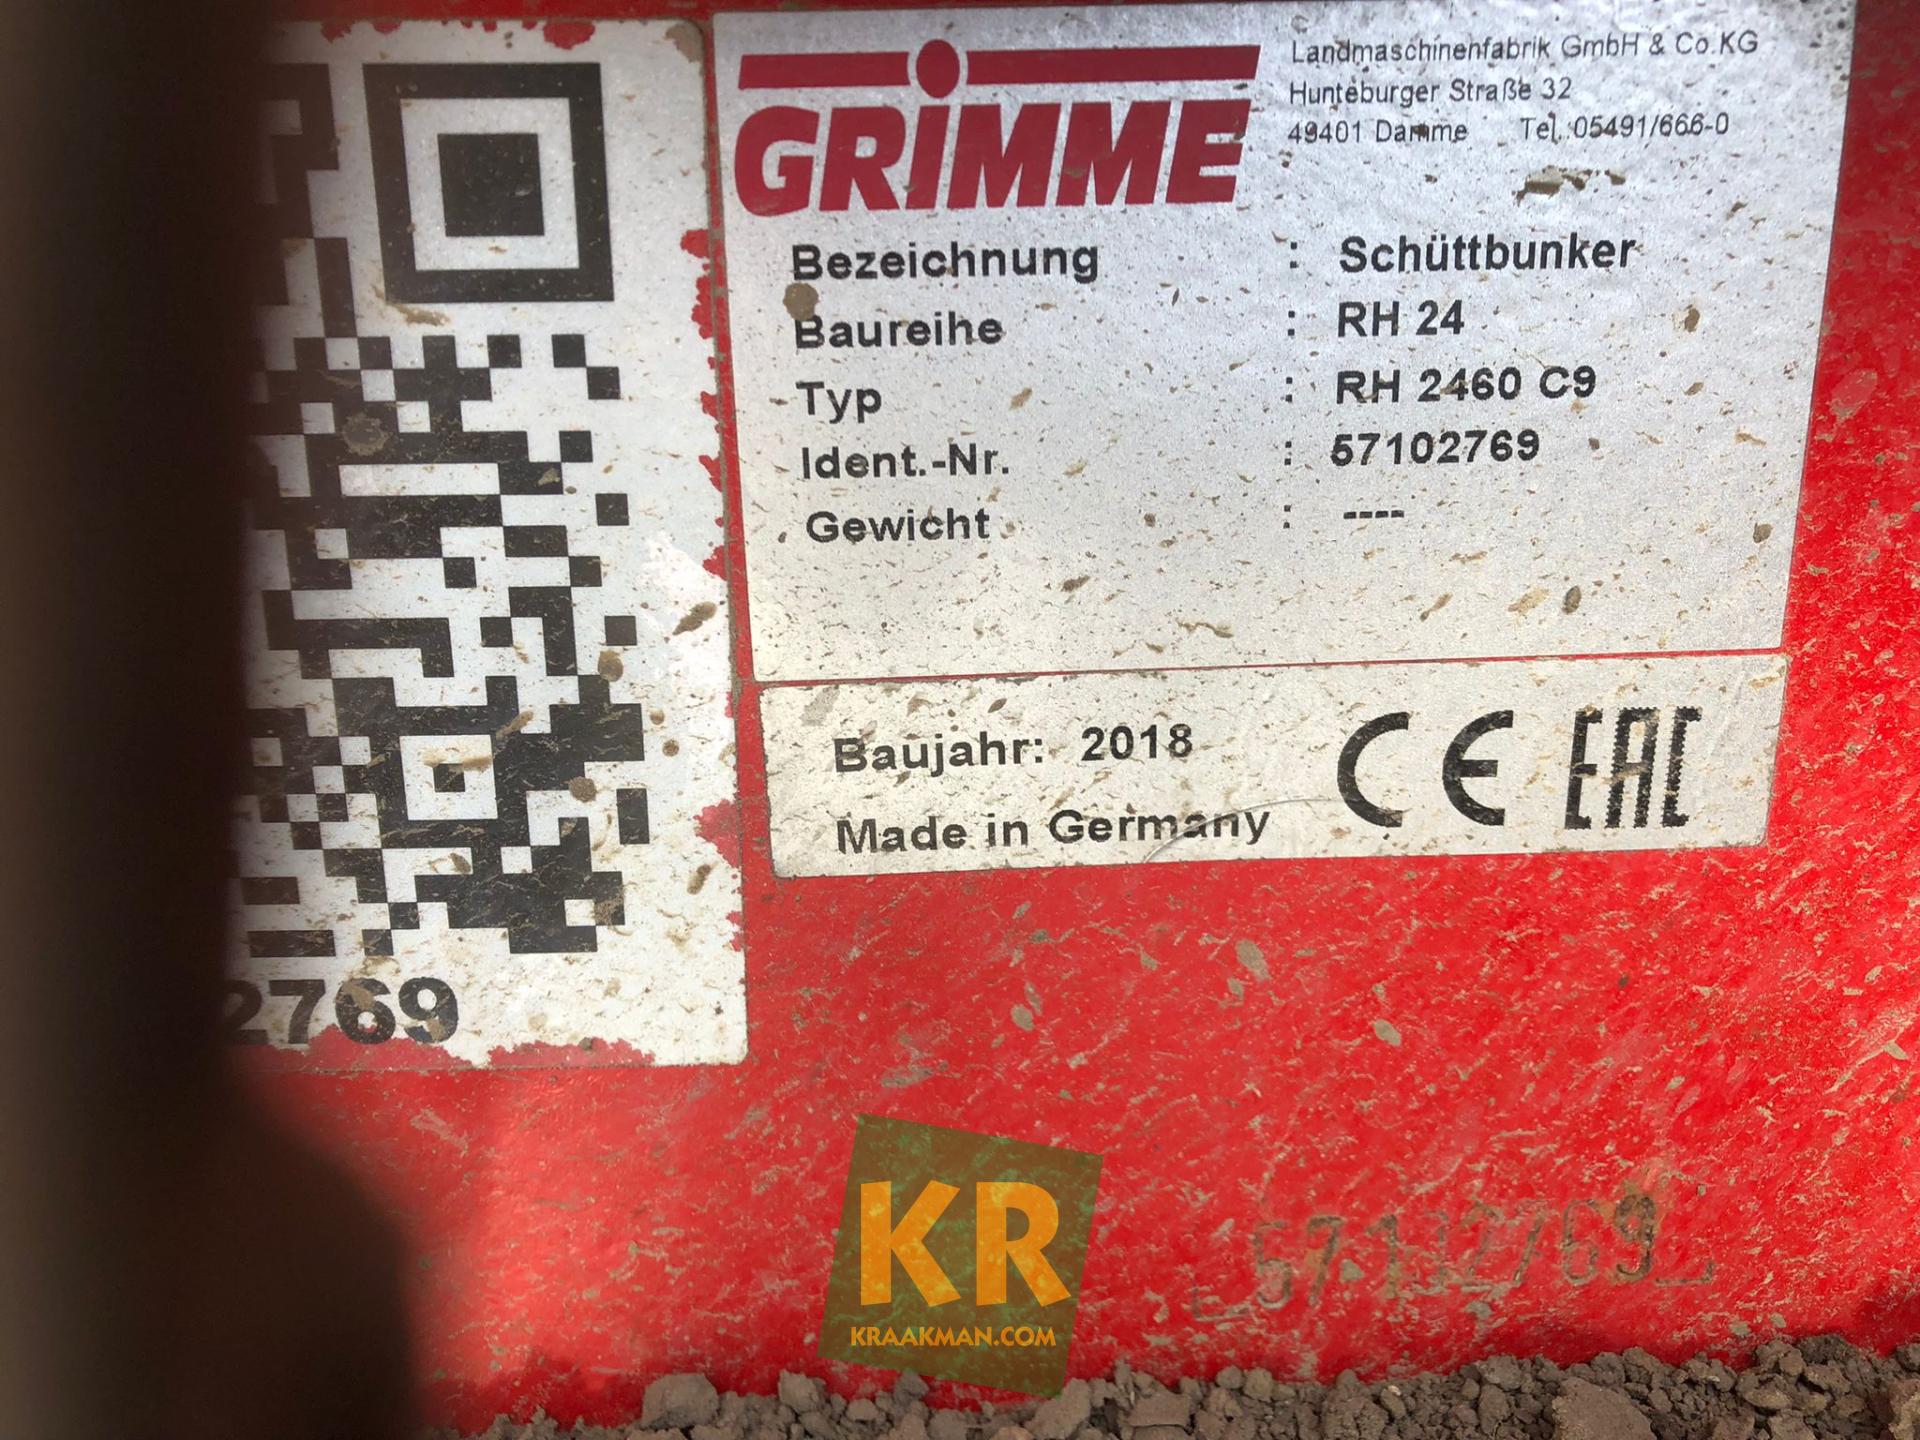 GRIMME
Landmaschinenfabrik GmbH & Co.KG
Hunteburger Straße 32
49401 Damme Tel.:05491/666-0
Bezeichnung : Schüttbunker
Baureihe : RH 24
Typ : RH 2460 C9
Ident.-Nr. : 57102769
Gewicht : ----
Baujahr: 2018
Made in Germany
CE EAC
2769
57102769
KR
KRAAKMAN.COM